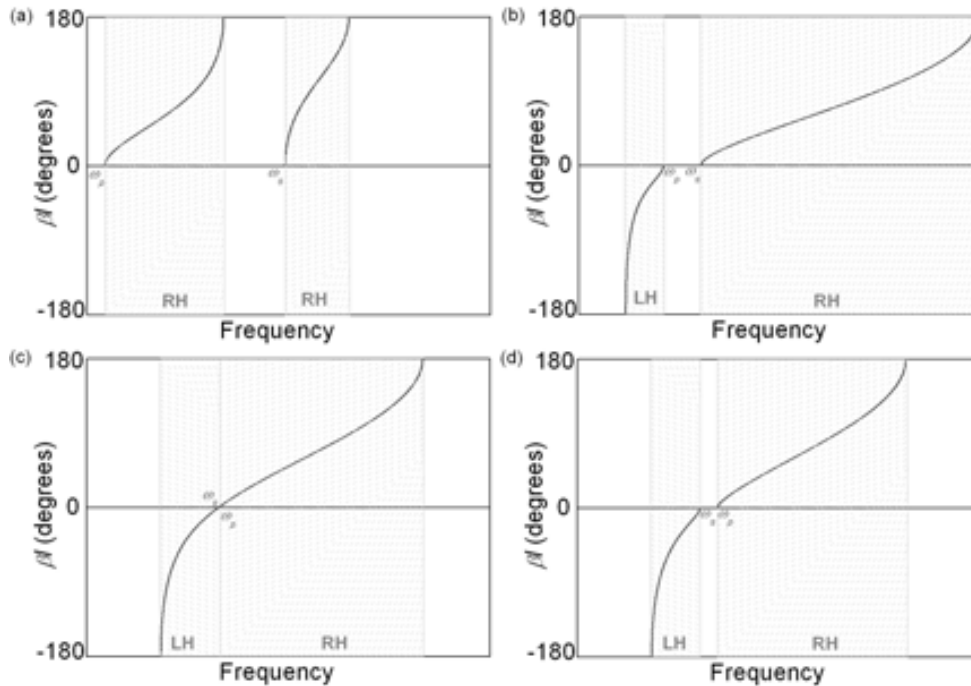 (a)
180
0
-180
βl (degrees)
ωp
ωs
RH
RH
Frequency
(b)
180
0
-180
βl (degrees)
ωp ωs
LH
RH
Frequency
(c)
180
0
-180
βl (degrees)
ωs
ωp
LH
RH
Frequency
(d)
180
0
-180
βl (degrees)
ωs ωp
LH
RH
Frequency